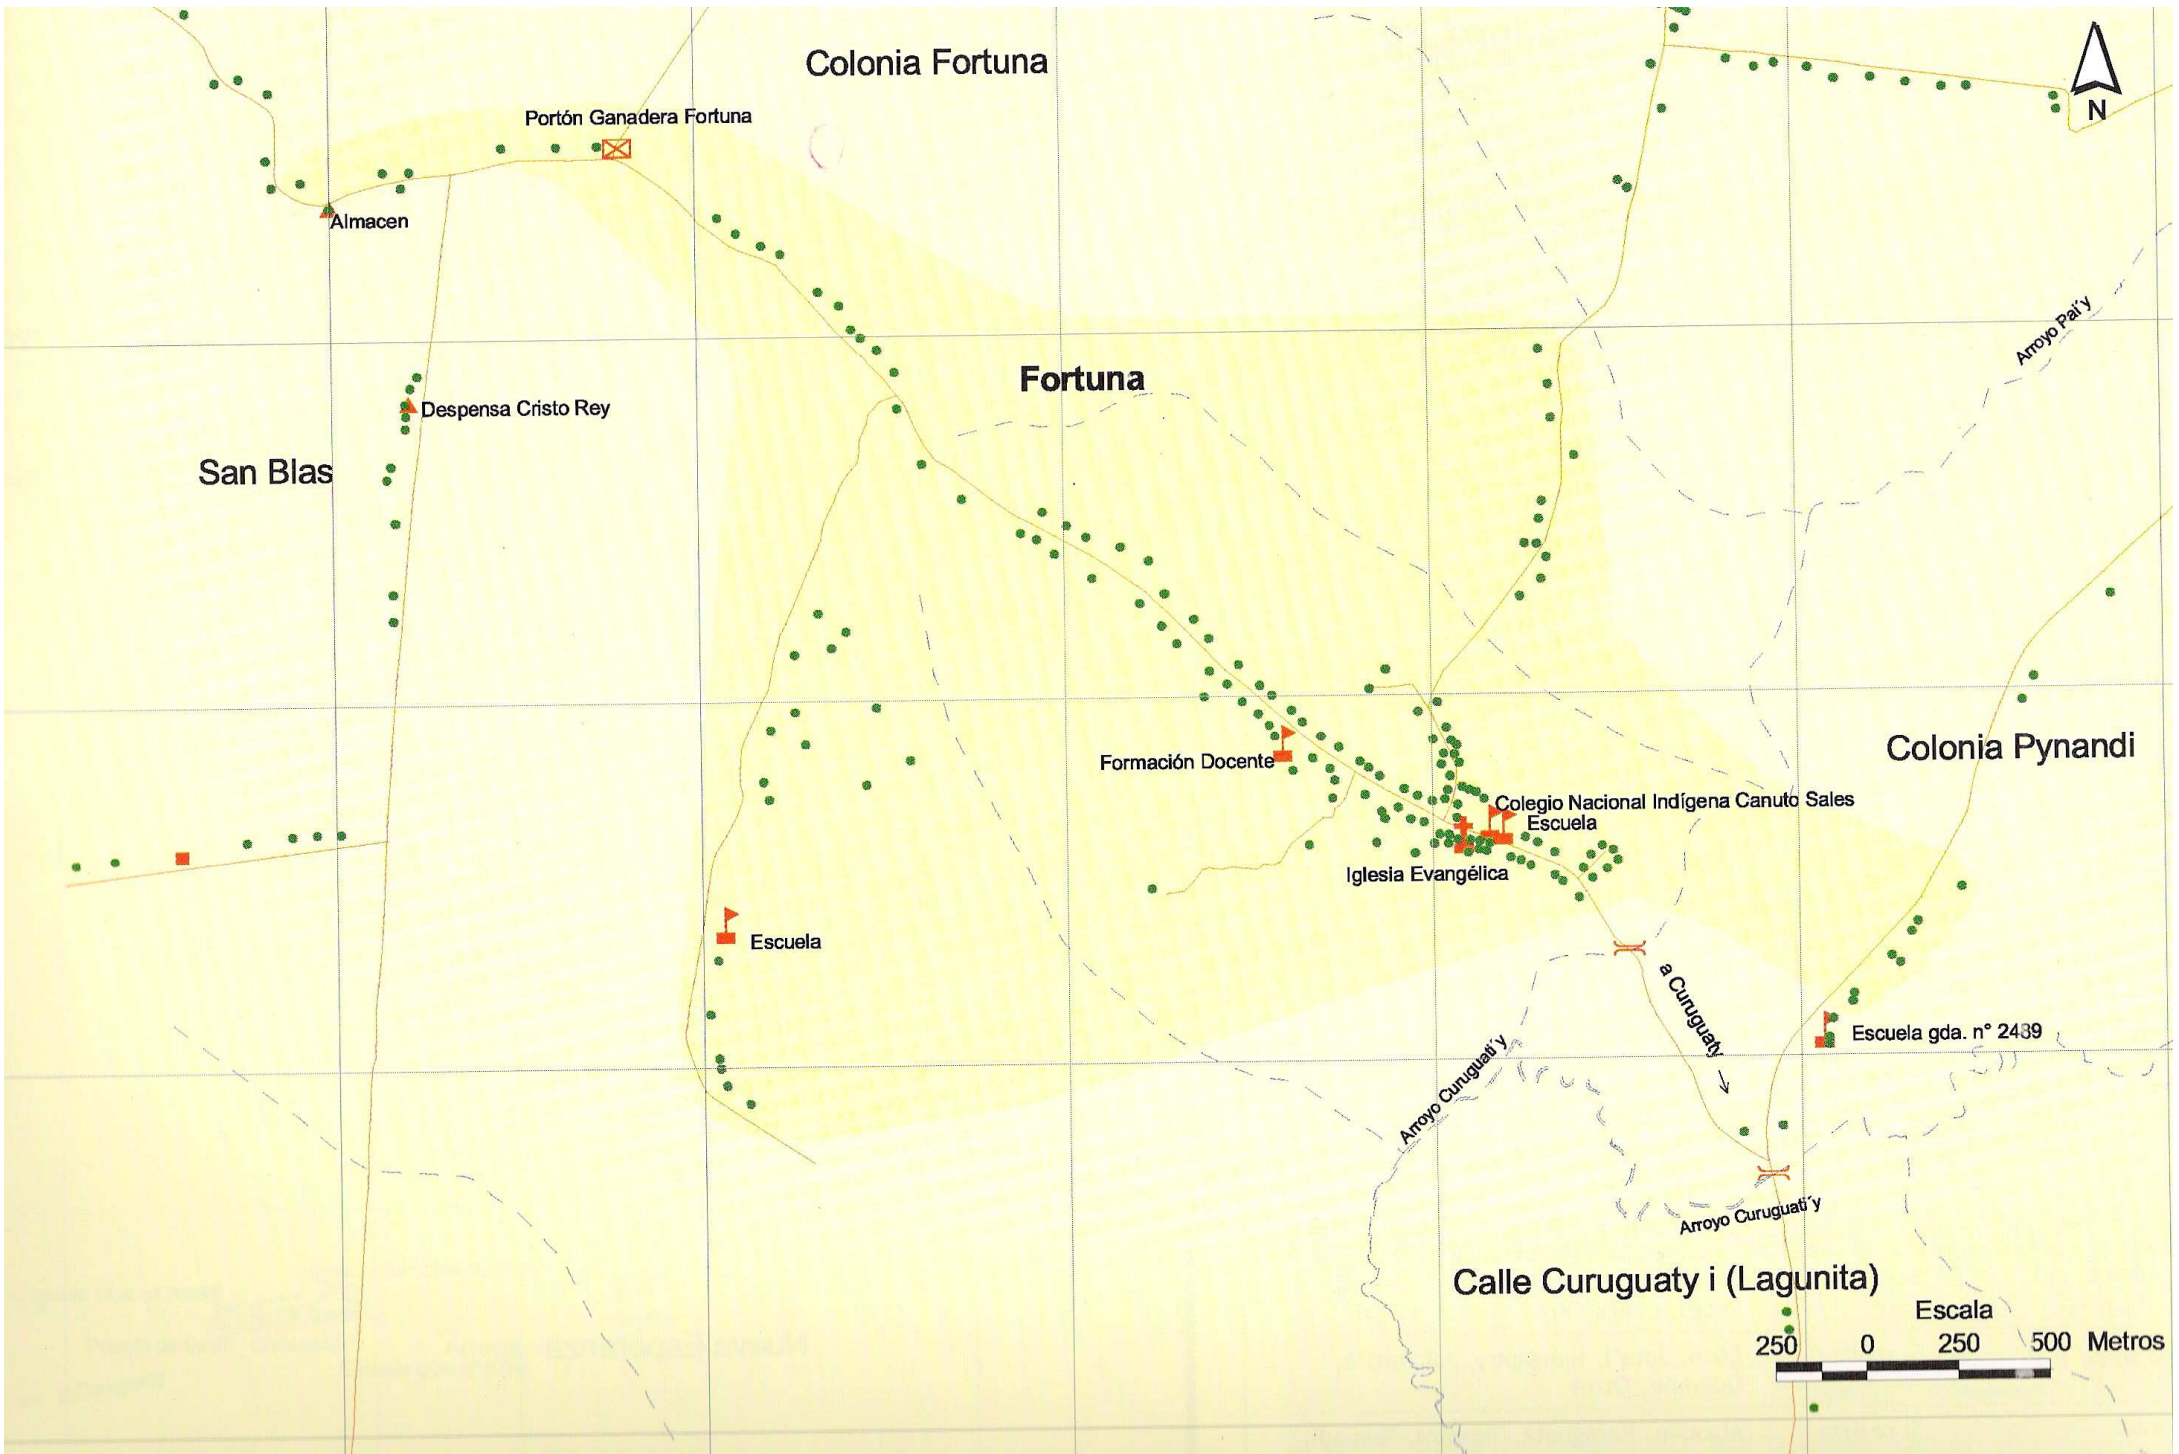 Colonia Fortuna
N
Portón Ganadera Fortuna
Almacen
Arroyo Pai´y
Fortuna
Despensa Cristo Rey
San Blas
Colonia Pynandi
Formación Docente
Colegio Nacional Indígena Canuto Sales
Escuela
Iglesia Evangélica
Escuela
a Curuguaty →
Escuela gda. n° 2489
Arroyo Curuguati´y
Arroyo Curuguati´y
Calle Curuguaty i (Lagunita)
Escala
250 0 250 500 Metros